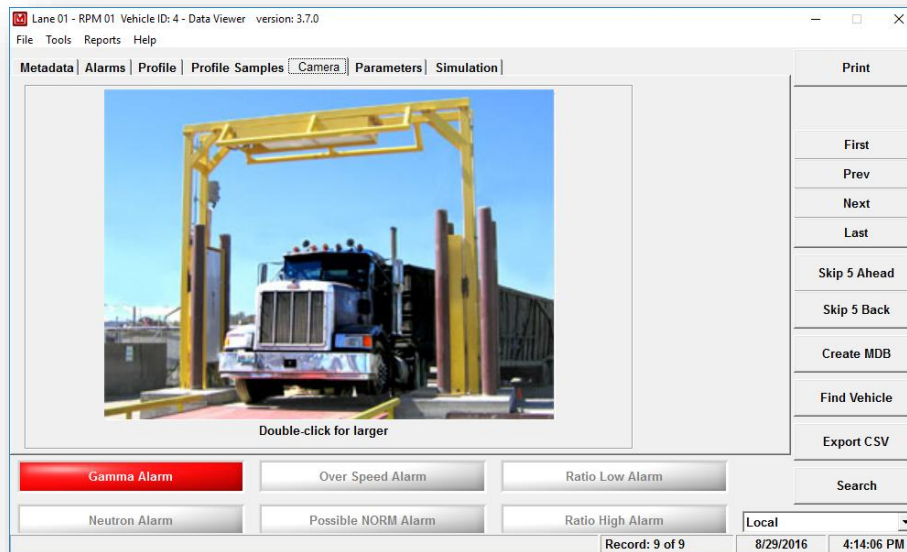 Lane 01 - RPM 01 Vehicle ID: 4 - Data Viewer version: 3.7.0
File Tools Reports Help
Metadata Alarms Profile Profile Samples Camera Parameters Simulation
Print
First
Prev
Next
Last
Skip 5 Ahead
Skip 5 Back
Create MDB
Find Vehicle
Export CSV
Search
Double-click for larger
Gamma Alarm Over Speed Alarm Ratio Low Alarm
Neutron Alarm Possible NORM Alarm Ratio High Alarm
Local
Record: 9 of 9 8/29/2016 4:14:06 PM